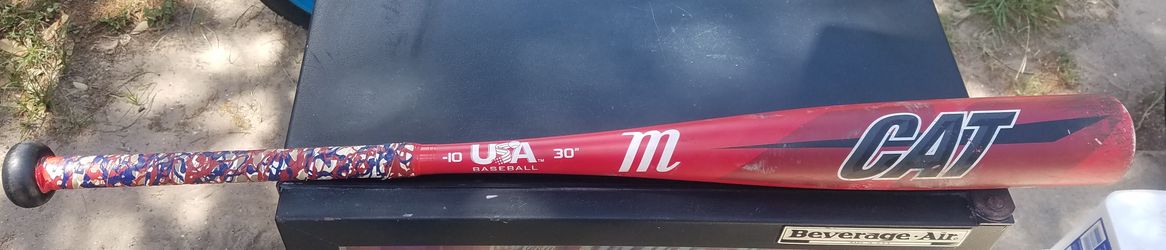 -10
USA
BASEBALL
30"
m
CAT
Beverage-Air